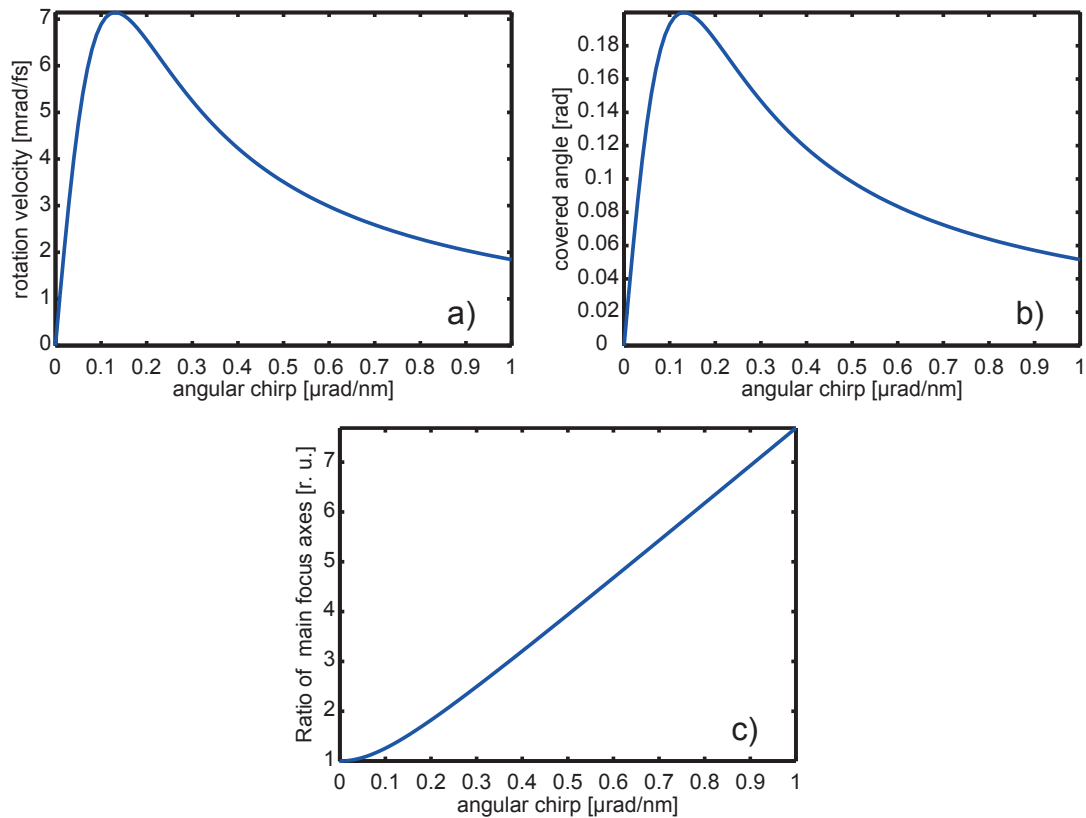 rotation velocity [mrad/fs]
7
6
5
4
3
2
1
0
0 0.1 0.2 0.3 0.4 0.5 0.6 0.7 0.8 0.9 1
angular chirp [µrad/nm]
a)
covered angle [rad]
0.18
0.16
0.14
0.12
0.1
0.08
0.06
0.04
0.02
0
0 0.1 0.2 0.3 0.4 0.5 0.6 0.7 0.8 0.9 1
angular chirp [µrad/nm]
b)
Ratio of main focus axes [r. u.]
7
6
5
4
3
2
1
0 0.1 0.2 0.3 0.4 0.5 0.6 0.7 0.8 0.9 1
angular chirp [µrad/nm]
c)